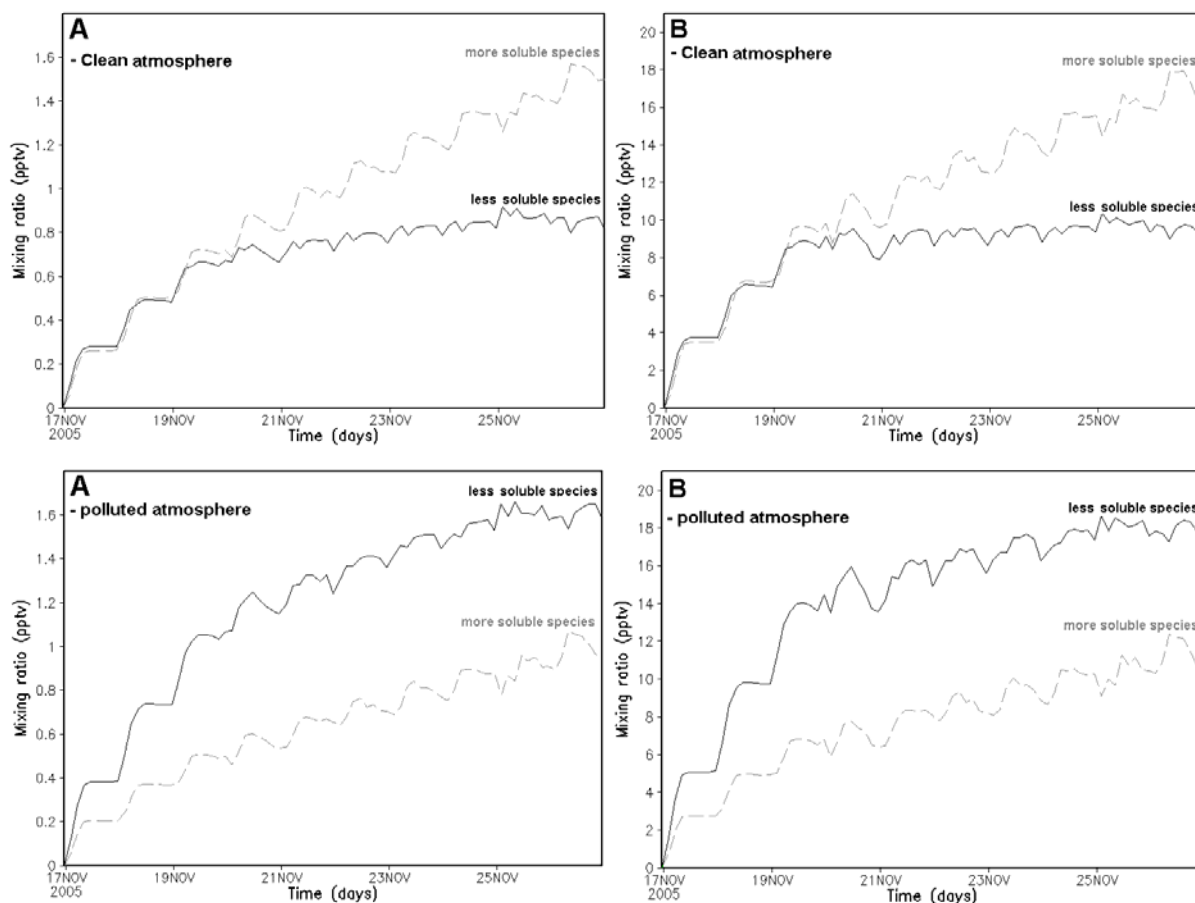 A
- Clean atmosphere
more soluble species
less soluble species
Mixing ratio (pptv)
1.6
1.4
1.2
1
0.8
0.6
0.4
0.2
0
17NOV
2005
19NOV
21NOV
23NOV
25NOV
Time (days)
B
- Clean atmosphere
more soluble species
less soluble species
Mixing ratio (pptv)
20
18
16
14
12
10
8
6
4
2
0
17NOV
2005
19NOV
21NOV
23NOV
25NOV
Time (days)
A
- polluted atmosphere
less soluble species
more soluble species
Mixing ratio (pptv)
1.6
1.4
1.2
1
0.8
0.6
0.4
0.2
0
17NOV
2005
19NOV
21NOV
23NOV
25NOV
Time (days)
B
- polluted atmosphere
less soluble species
more soluble species
Mixing ratio (pptv)
20
18
16
14
12
10
8
6
4
2
0
17NOV
2005
19NOV
21NOV
23NOV
25NOV
Time (days)